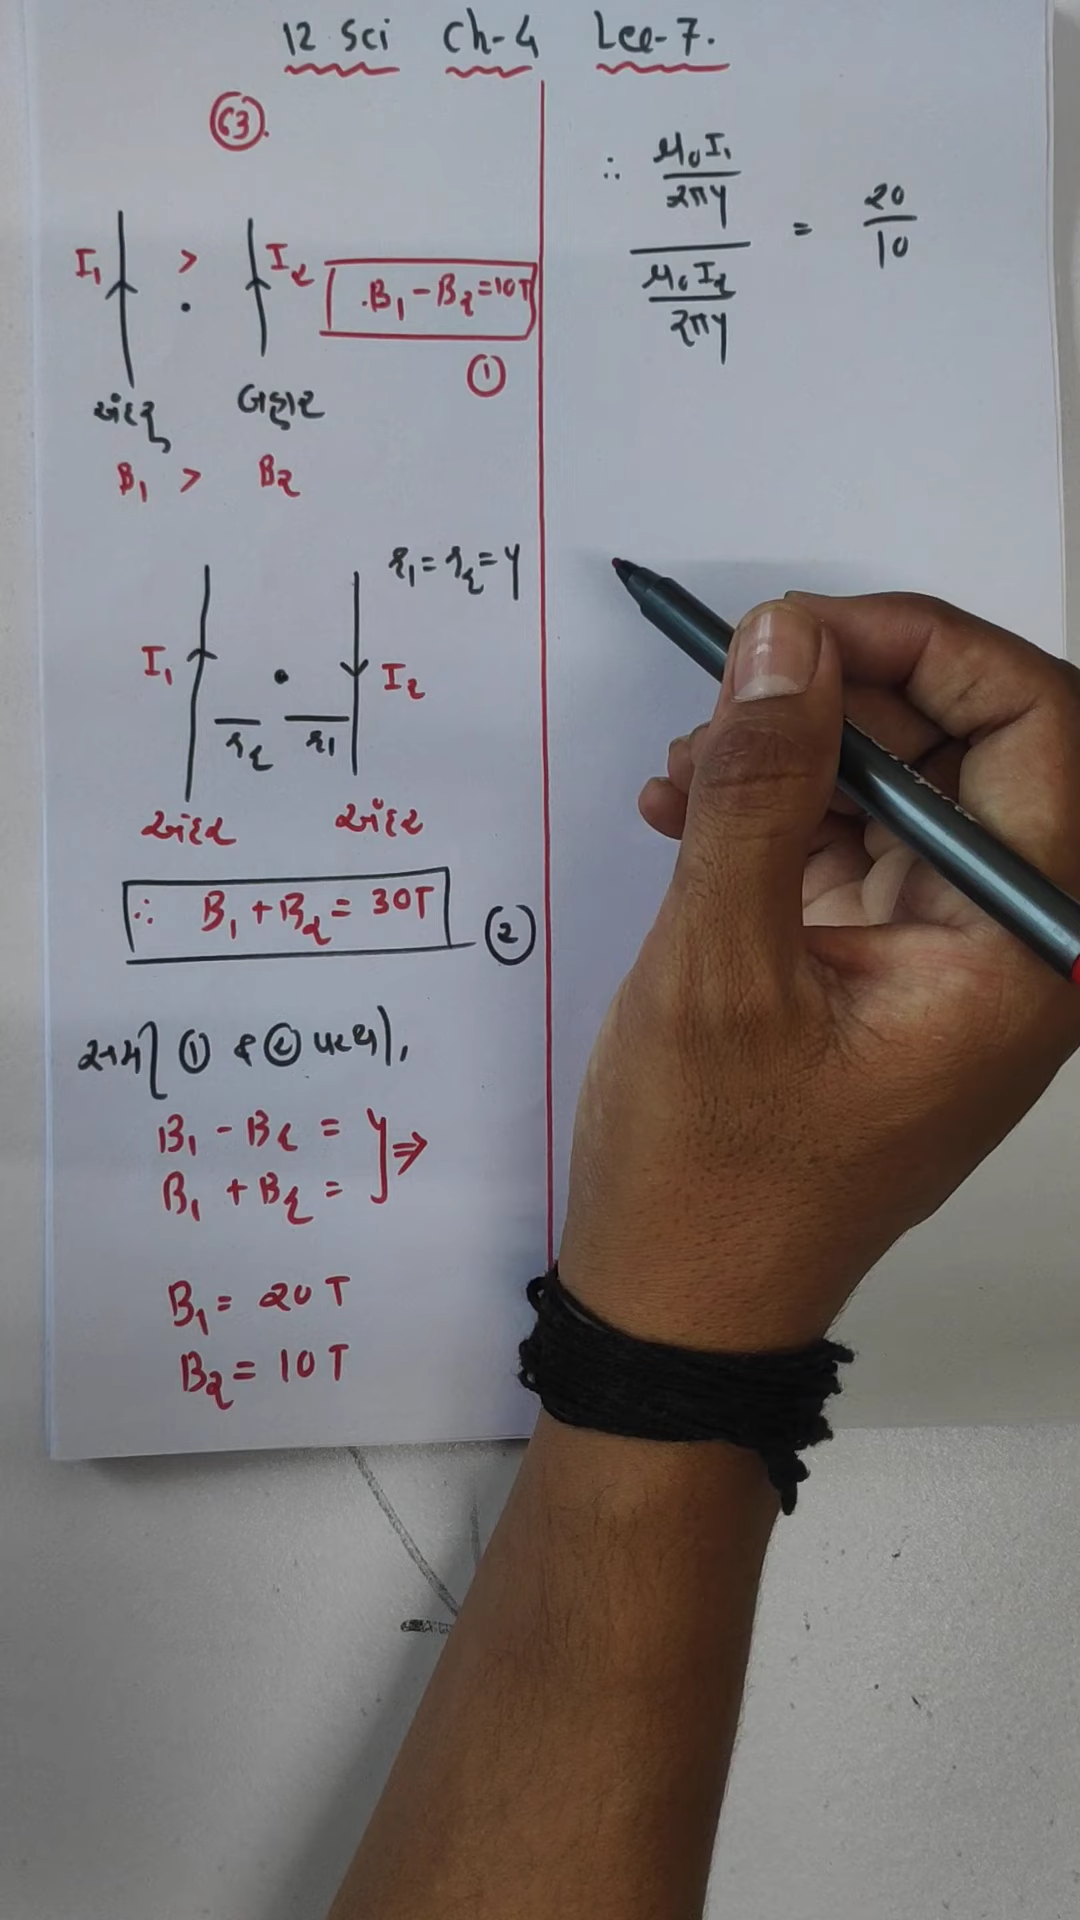 12 Sci Ch-4 Lec-7.
63.
I₁ > I₂
B₁ - B₂ = 10T
①
અંદર બહાર
B₁ > B₂
r₁ = r₂ = y
I₁ I₂
r₂ r₁
અંદર અંદર
∴ B₁ + B₂ = 30T ②
સમી ① & ② પરથી,
B₁ - B₂ =
B₁ + B₂ = } ⇒
B₁ = 20 T
B₂ = 10 T
∴ μ₀I₁
2πy
= 20
10
μ₀I₂
2πy